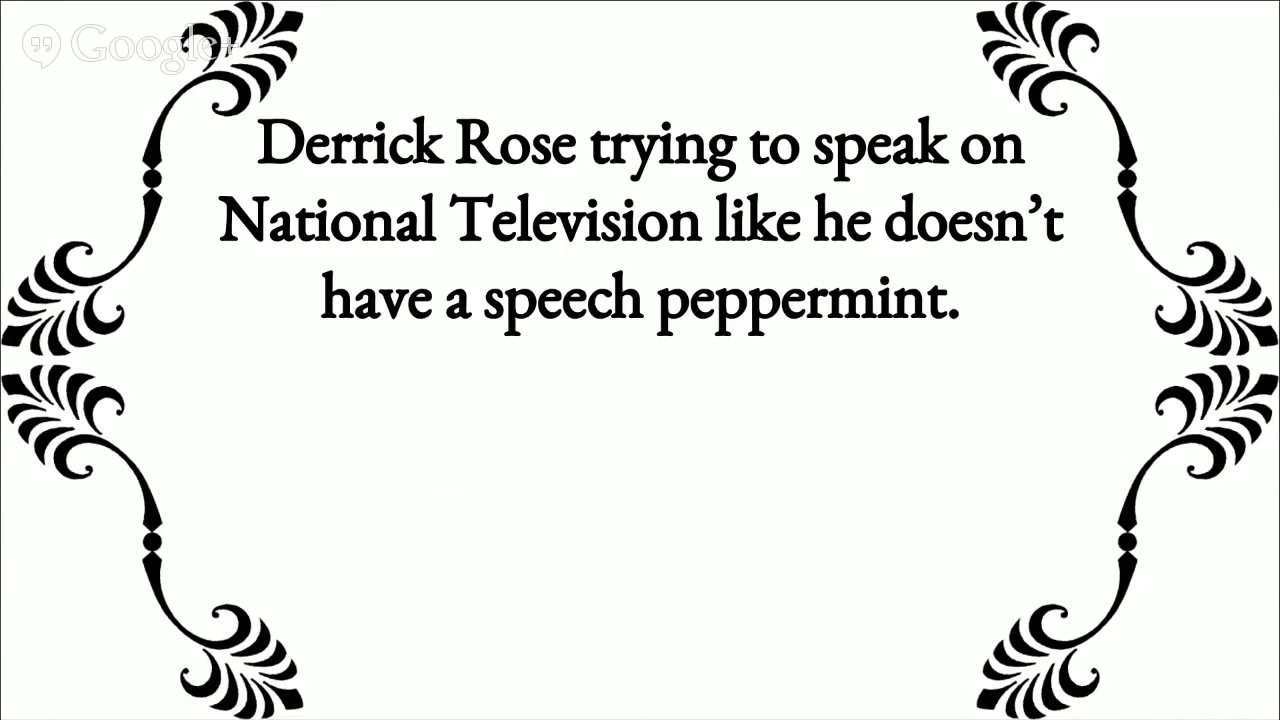 Google+
Derrick Rose trying to speak on
National Television like he doesn’t
have a speech peppermint.